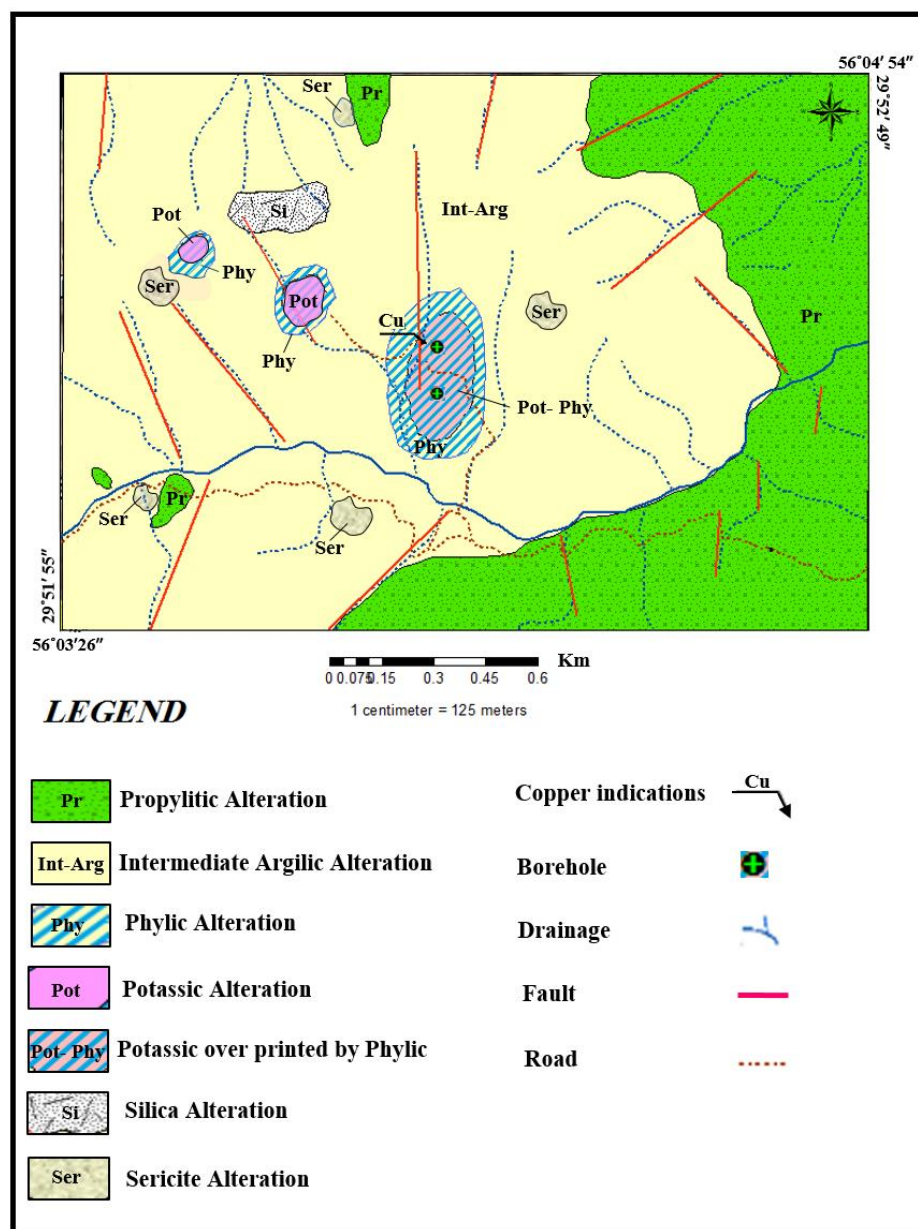 56°04'54"
29°52'49"
Ser
Pr
Pot
Si
Int-Arg
Phy
Ser
Pot
Ser
Cu
Pr
Phy
Pot- Phy
Phy
Pr
Ser
Ser
29°51'55"
56°03'26"
0 0.075 0.15 0.3 0.45 0.6 Km
1 centimeter = 125 meters
LEGEND
Pr Propylitic Alteration
Int-Arg Intermediate Argilic Alteration
Phy Phylic Alteration
Pot Potassic Alteration
Pot- Phy Potassic over printed by Phylic
Si Silica Alteration
Ser Sericite Alteration
Copper indications Cu
Borehole
Drainage
Fault
Road